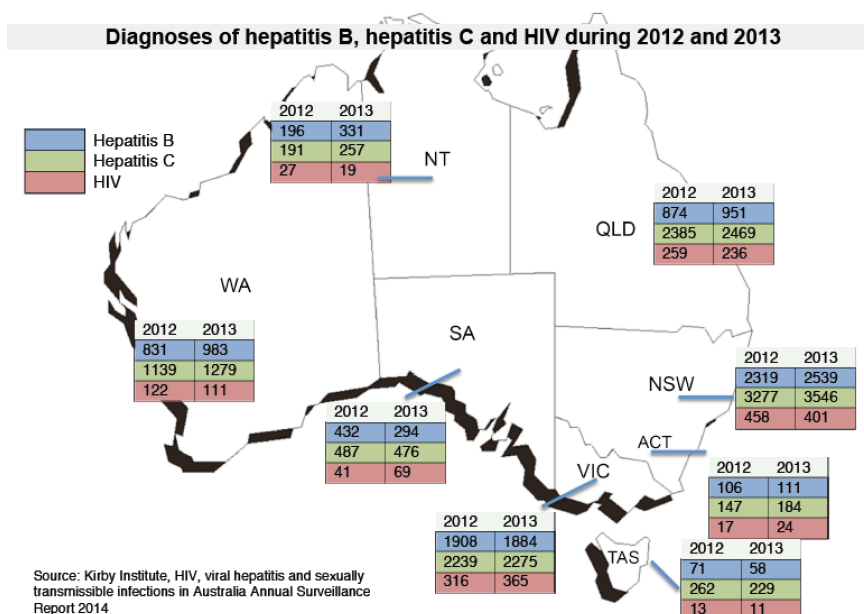 Diagnoses of hepatitis B, hepatitis C and HIV during 2012 and 2013
Hepatitis B
Hepatitis C
HIV
2012 2013
196 331
191 257
27 19
NT
2012 2013
874 951
2385 2469
259 236
QLD
WA
2012 2013
831 983
1139 1279
122 111
SA
2012 2013
432 294
487 476
41 69
NSW
2012 2013
2319 2539
3277 3546
458 401
ACT
2012 2013
106 111
147 184
17 24
VIC
2012 2013
1908 1884
2239 2275
316 365
TAS
2012 2013
71 58
262 229
13 11
Source: Kirby Institute, HIV, viral hepatitis and sexually
transmissible infections in Australia Annual Surveillance
Report 2014